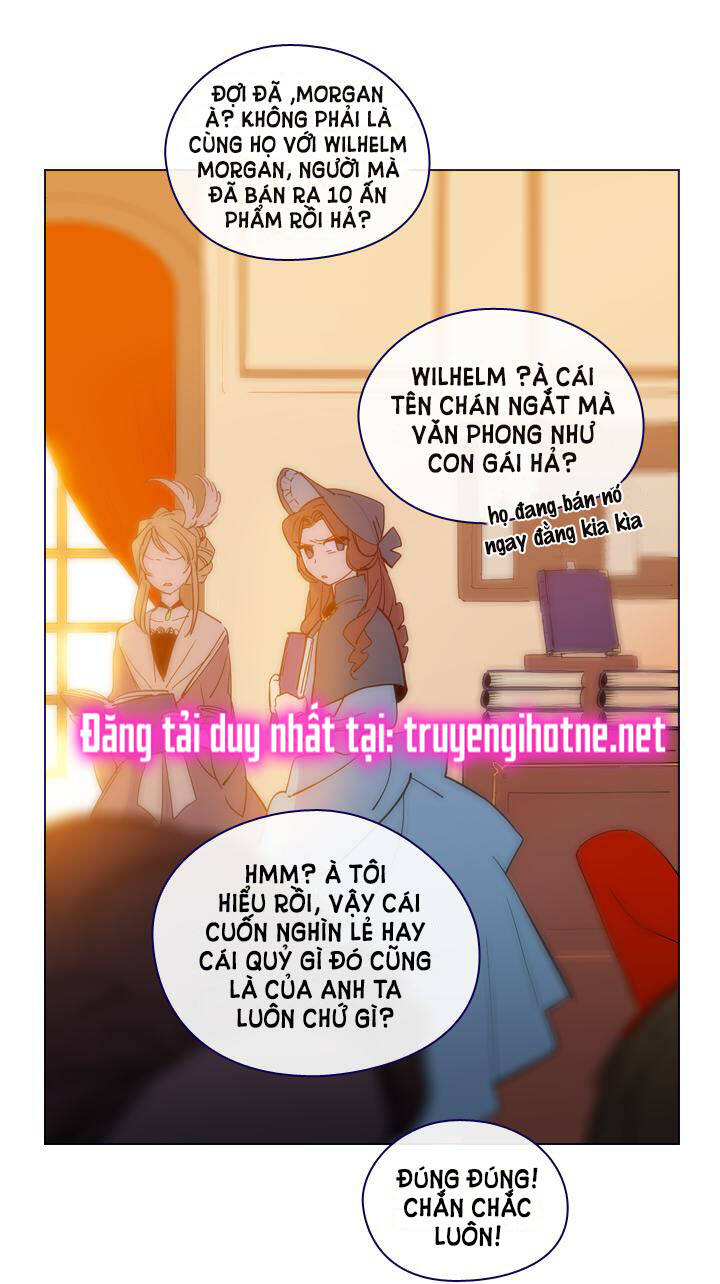 ĐỢI ĐÃ ,MORGAN
À? KHÔNG PHẢI LÀ
CÙNG HỌ VỚI WILHELM
MORGAN, NGƯỜI MÀ
ĐÃ BÁN RA 10 ẤN
PHẨM RỒI HẢ?
WILHELM ?À CÁI
TÊN CHÁN NGẮT MÀ
VĂN PHONG NHƯ
CON GÁI HẢ?
họ đang bán nó
ngay đằng kia kìa
Đăng tải duy nhất tại: truyengihotne.net
HMM? À TÔI
HIỂU RỒI, VẬY CÁI
CUỐN NGHÌN LẺ HAY
CÁI QUỶ GÌ ĐÓ CŨNG
LÀ CỦA ANH TA
LUÔN CHỨ GÌ?
ĐÚNG ĐÚNG!
CHẮN CHẮC
LUÔN!